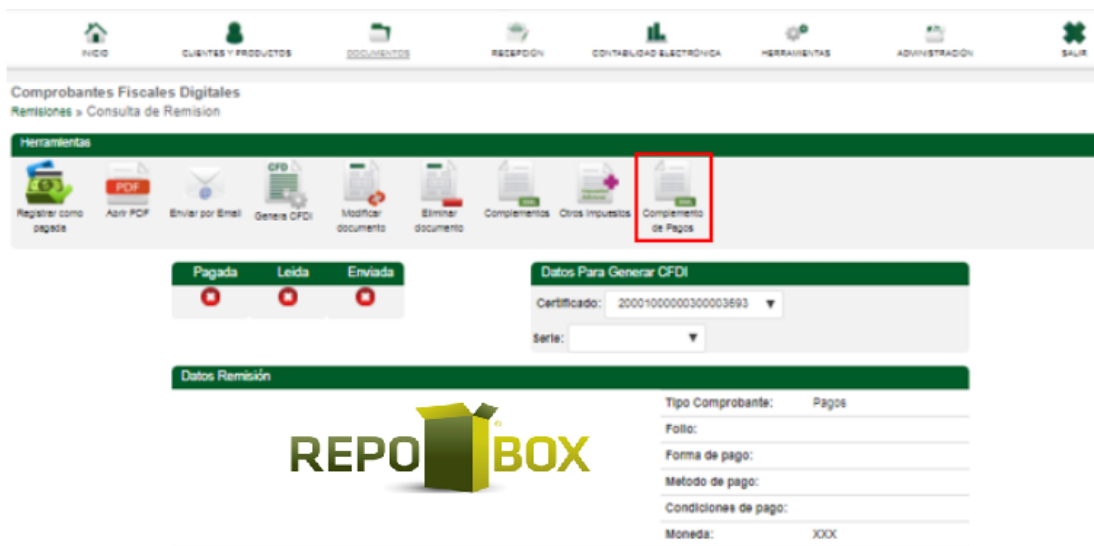 INICIO CLIENTES Y PRODUCTOS DOCUMENTOS RECEPCIÓN CONTABILIDAD ELECTRÓNICA HERRAMIENTAS ADMINISTRACIÓN SALIR
Comprobantes Fiscales Digitales
Remisiones » Consulta de Remision
Herramientas
PDF CFD
Registrar como pagada
Abrir PDF
Enviar por Email
Genera CFDI
Modificar documento
Eliminar documento
Complementos
Otros Impuestos
Complemento de Pagos
Pagada Leida Enviada
Datos Para Generar CFDI
Certificado: 20001000000300003693
Serie:
Datos Remisión
REPO BOX
Tipo Comprobante: Pagos
Folio:
Forma de pago:
Metodo de pago:
Condiciones de pago:
Moneda: XXX